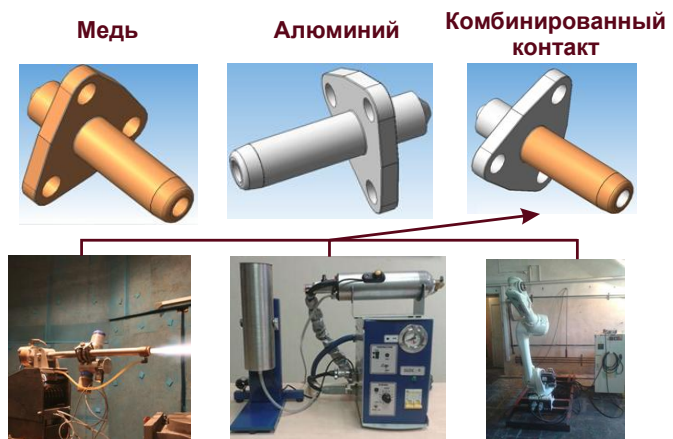 Медь
Алюминий
Комбинированный
контакт